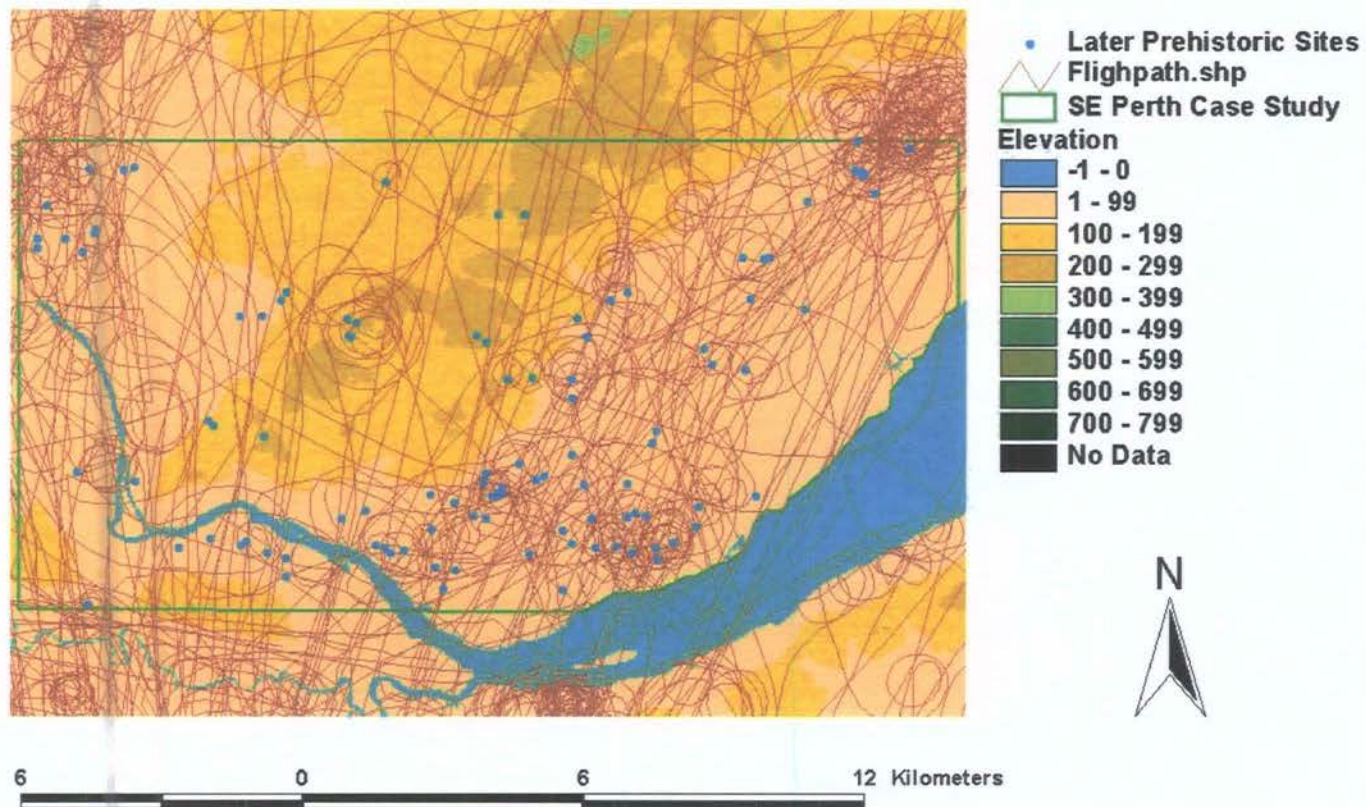 Later Prehistoric Sites
Flighpath.shp
SE Perth Case Study
Elevation
-1 - 0
1 - 99
100 - 199
200 - 299
300 - 399
400 - 499
500 - 599
600 - 699
700 - 799
No Data
N
6 0 6 12 Kilometers